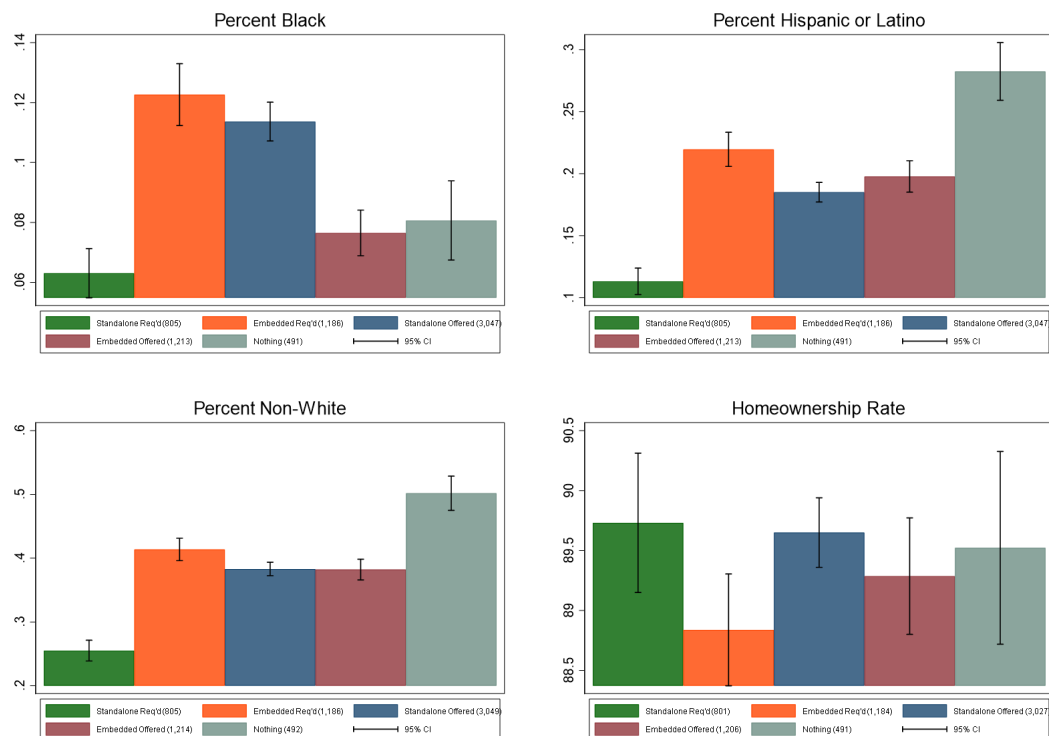 Percent Black
.14
.12
.1
.08
.06
Standalone Req'd(805) Embedded Req'd(1,186) Standalone Offered (3,047)
Embedded Offered (1,213) Nothing (491) 95% CI
Percent Hispanic or Latino
.3
.25
.2
.15
.1
Standalone Req'd(805) Embedded Req'd(1,186) Standalone Offered (3,047)
Embedded Offered (1,213) Nothing (491) 95% CI
Percent Non-White
.6
.5
.4
.3
.2
Standalone Req'd(805) Embedded Req'd(1,186) Standalone Offered (3,049)
Embedded Offered (1,214) Nothing (492) 95% CI
Homeownership Rate
90.5
90
89.5
89
88.5
Standalone Req'd(801) Embedded Req'd(1,184) Standalone Offered (3,027)
Embedded Offered (1,206) Nothing (491) 95% CI